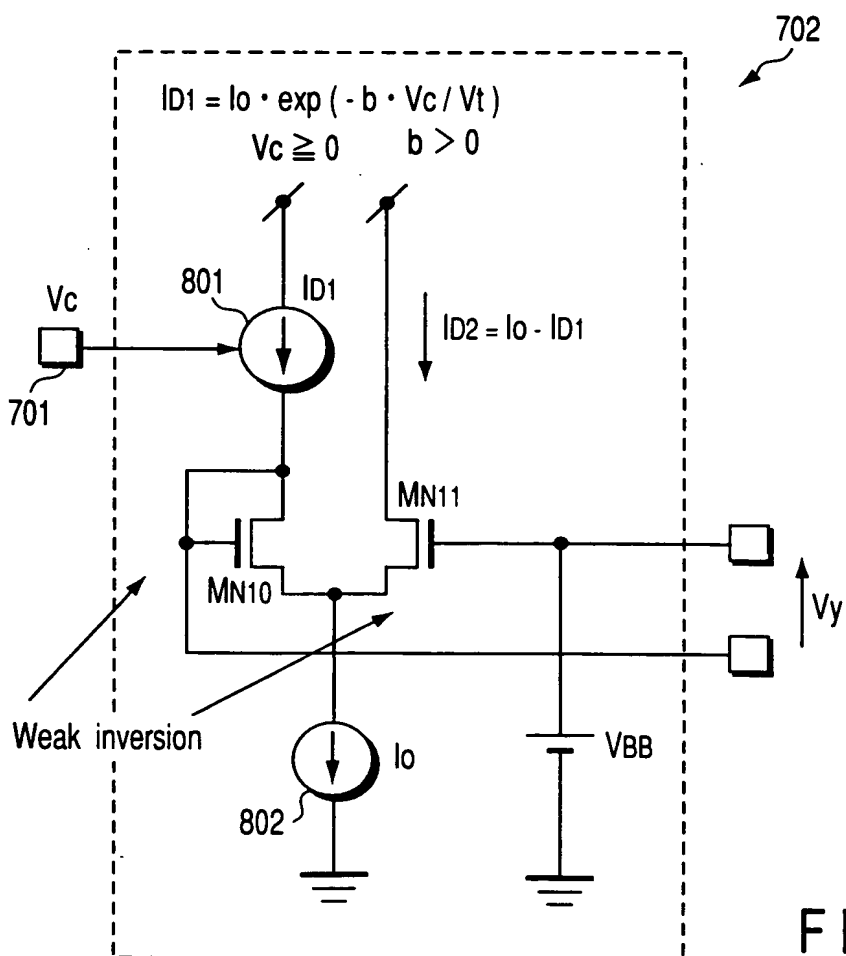 702
ID1 = Io · exp ( - b · Vc / Vt )
Vc ≧ 0 b > 0
801
ID1
Vc
ID2 = Io - ID1
701
MN11
MN10
Vy
Weak inversion
Io
VBB
802
F